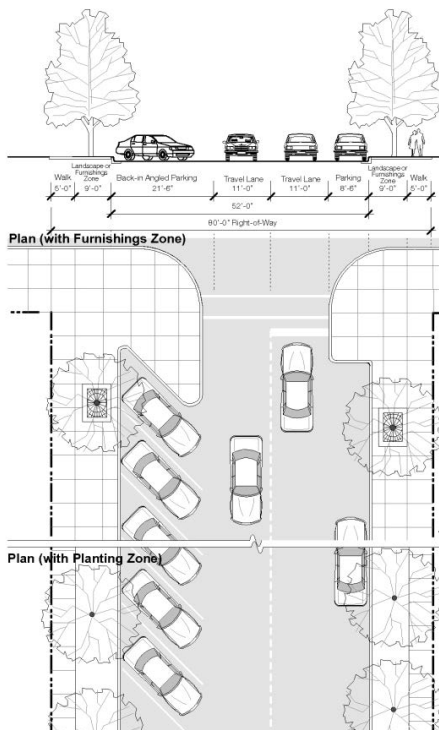 Landscape or
Furnishings
Zone
Landscape or
Furnishings
Zone
Walk
Back-in Angled Parking
Travel Lane
Travel Lane
Parking
Walk
5'-0"
9'-0"
21'-6"
11'-0"
11'-0"
8'-6"
9'-0"
5'-0"
52'-0"
80'-0" Right-of-Way
Plan (with Furnishings Zone)
Plan (with Planting Zone)